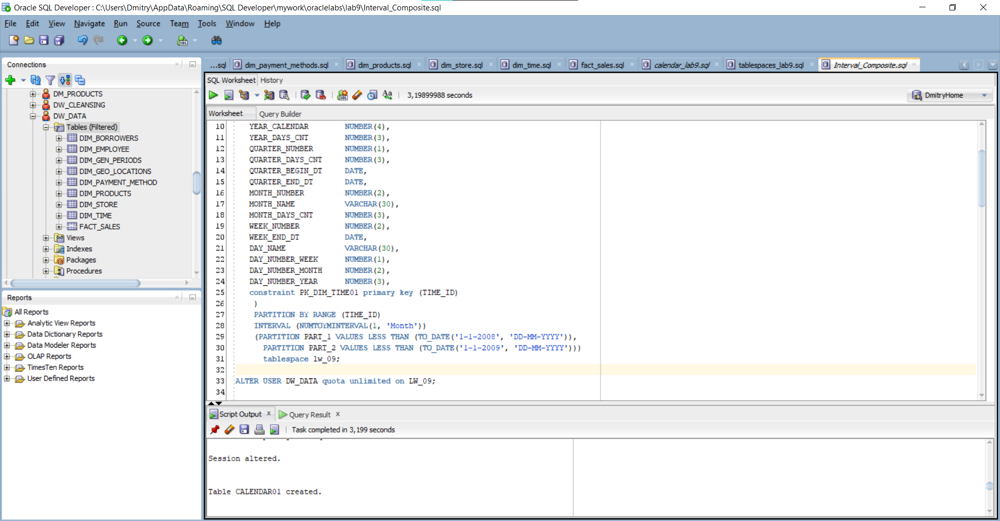 Oracle SQL Developer : C:\Users\Dmitry\AppData\Roaming\SQL Developer\mywork\oraclelabs\lab9\Interval_Composite.sql
File Edit View Navigate Run Source Team Tools Window Help
Connections
DM_PRODUCTS
DW_CLEANSING
DW_DATA
Tables (Filtered)
DIM_BORROWERS
DIM_EMPLOYEE
DIM_GEN_PERIODS
DIM_GEO_LOCATIONS
DIM_PAYMENT_METHOD
DIM_PRODUCTS
DIM_STORE
DIM_TIME
FACT_SALES
Views
Indexes
Packages
Procedures
Reports
All Reports
Analytic View Reports
Data Dictionary Reports
Data Modeler Reports
OLAP Reports
TimesTen Reports
User Defined Reports
...sql dim_payment_methods.sql dim_products.sql dim_store.sql dim_time.sql fact_sales.sql calendar_lab9.sql tablespaces_lab9.sql Interval_Composite.sql
SQL Worksheet History
3,19899988 seconds
DmitryHome
Worksheet Query Builder
10 YEAR_CALENDAR NUMBER(4),
11 YEAR_DAYS_CNT NUMBER(3),
12 QUARTER_NUMBER NUMBER(1),
13 QUARTER_DAYS_CNT NUMBER(3),
14 QUARTER_BEGIN_DT DATE,
15 QUARTER_END_DT DATE,
16 MONTH_NUMBER NUMBER(2),
17 MONTH_NAME VARCHAR(30),
18 MONTH_DAYS_CNT NUMBER(3),
19 WEEK_NUMBER NUMBER(2),
20 WEEK_END_DT DATE,
21 DAY_NAME VARCHAR(30),
22 DAY_NUMBER_WEEK NUMBER(1),
23 DAY_NUMBER_MONTH NUMBER(2),
24 DAY_NUMBER_YEAR NUMBER(3),
25 constraint PK_DIM_TIME01 primary key (TIME_ID)
26 )
27 PARTITION BY RANGE (TIME_ID)
28 INTERVAL (NUMTOYMINTERVAL(1, 'Month'))
29 (PARTITION PART_1 VALUES LESS THAN (TO_DATE('1-1-2008', 'DD-MM-YYYY')),
30 PARTITION PART_2 VALUES LESS THAN (TO_DATE('1-1-2009', 'DD-MM-YYYY')))
31 tablespace lw_09;
32
33 ALTER USER DW_DATA quota unlimited on LW_09;
34
Script Output x Query Result x
Task completed in 3,199 seconds
Session altered.
Table CALENDAR01 created.